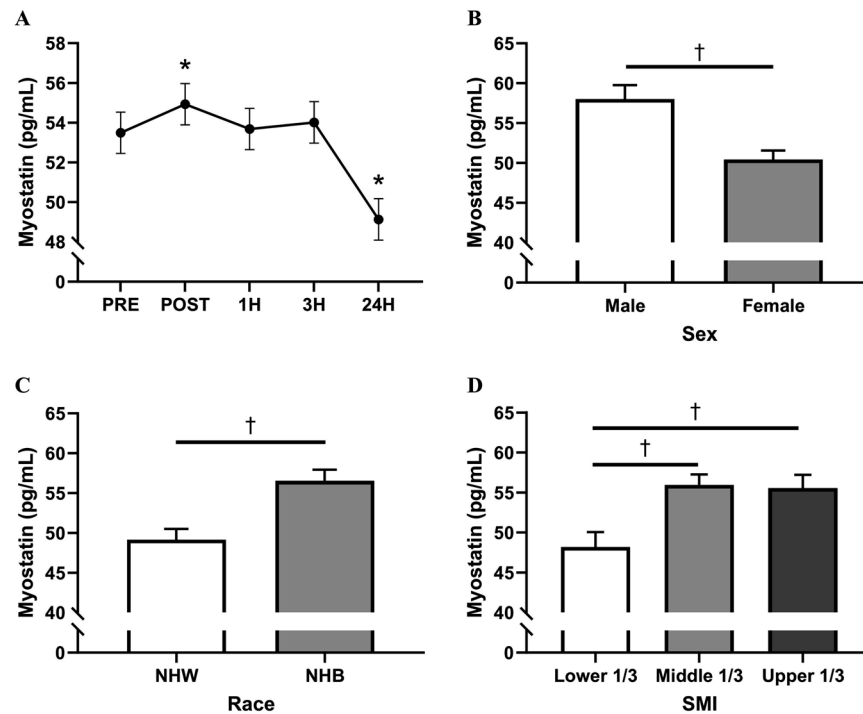 A
Myostatin (pg/mL)
58
56
54
52
50
48
0
*
*
PRE POST 1H 3H 24H
B
Myostatin (pg/mL)
65
60
55
50
45
40
0
†
Male Female
Sex
C
Myostatin (pg/mL)
65
60
55
50
45
40
0
†
NHW NHB
Race
D
Myostatin (pg/mL)
65
60
55
50
45
40
0
†
†
Lower 1/3 Middle 1/3 Upper 1/3
SMI